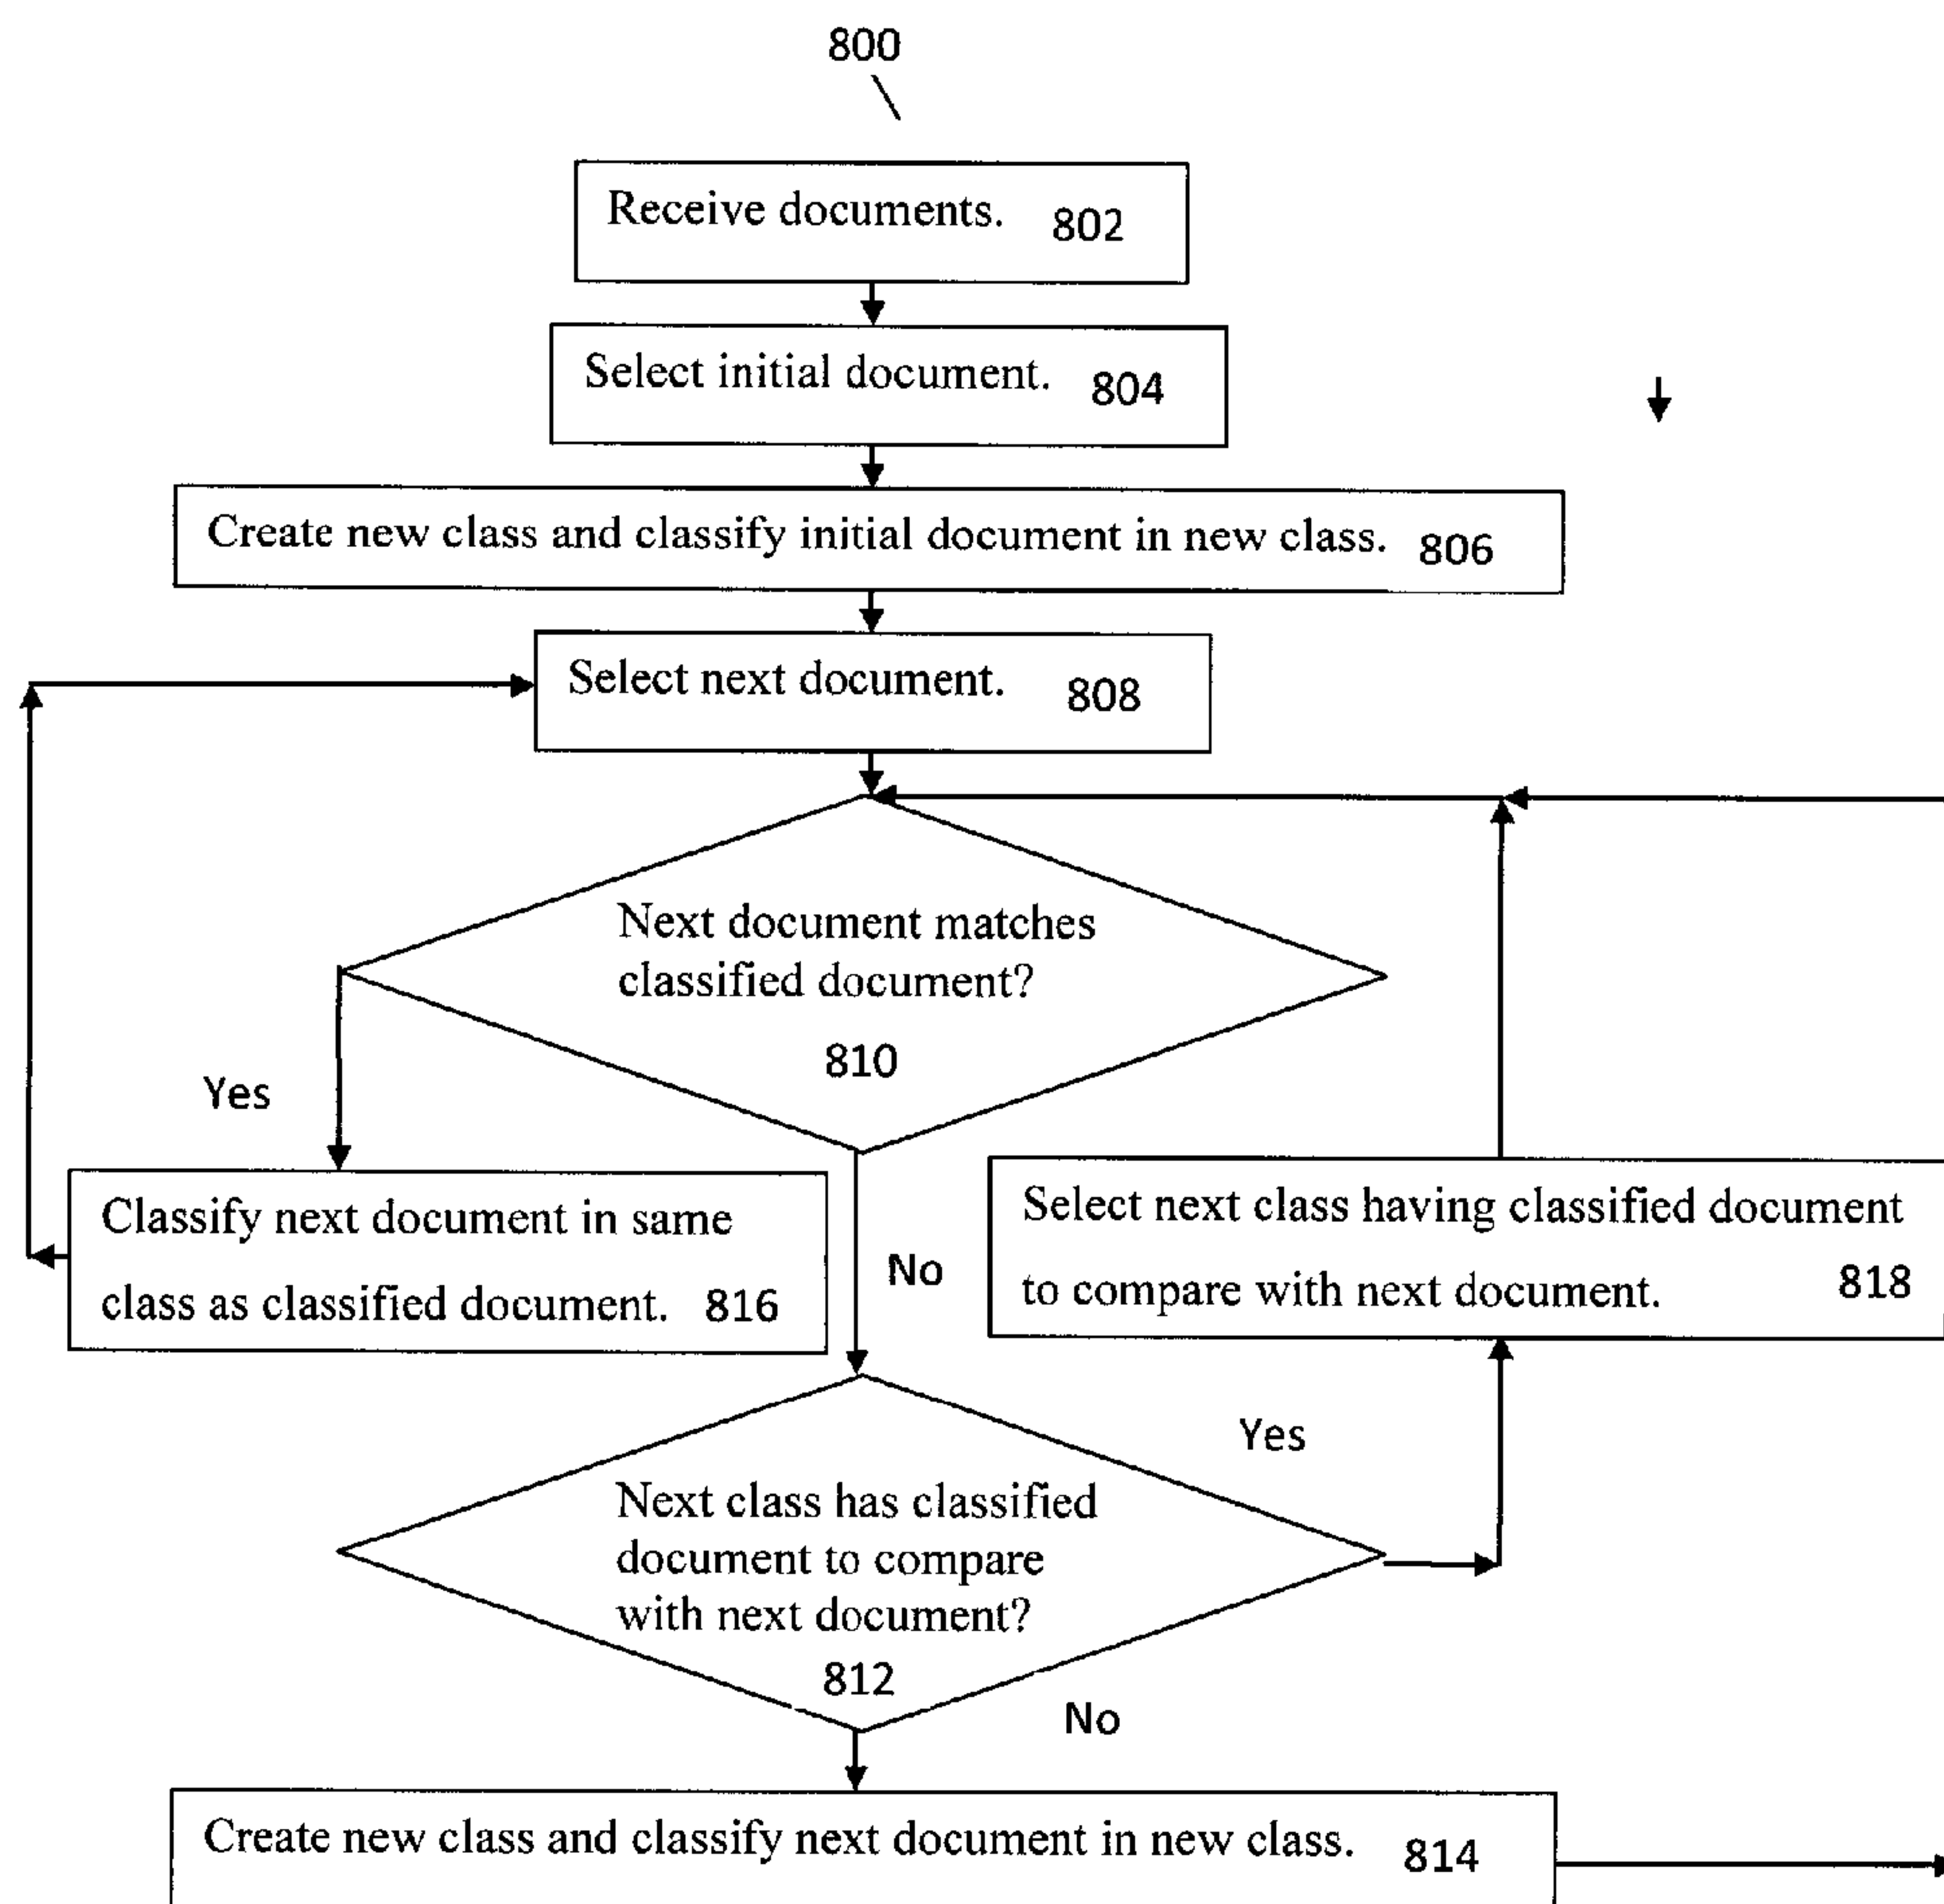 800
Receive documents. 802
Select initial document. 804
Create new class and classify initial document in new class. 806
Select next document. 808
Next document matches
classified document?
810
Yes
Classify next document in same
class as classified document. 816
No
Select next class having classified document
to compare with next document. 818
Yes
Next class has classified
document to compare
with next document?
812
No
Create new class and classify next document in new class. 814